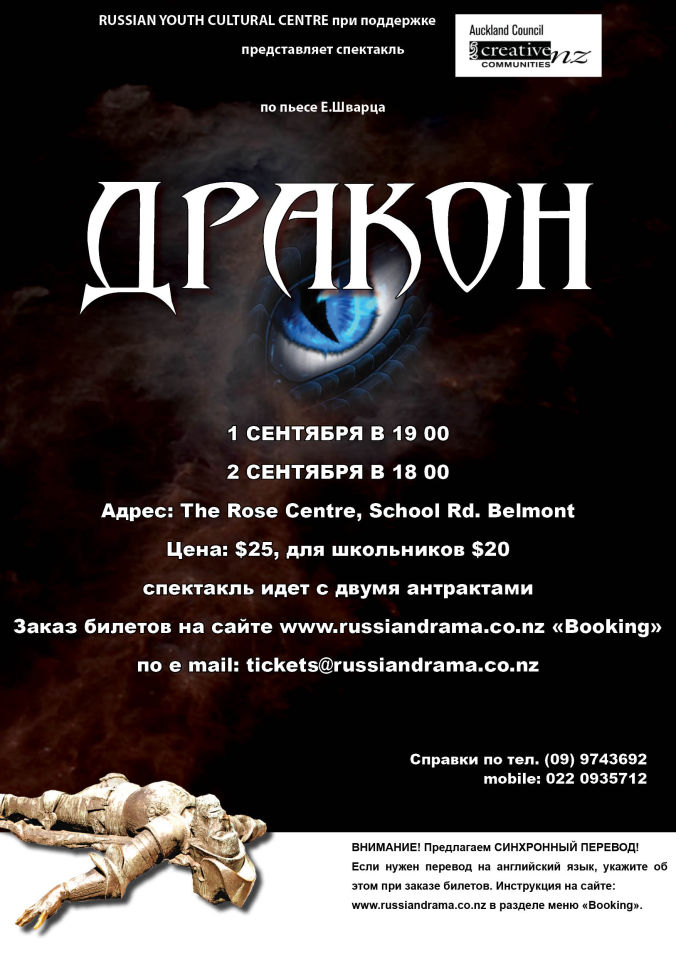 RUSSIAN YOUTH CULTURAL CENTRE при поддержке
Auckland Council
creative nz
COMMUNITIES
представляет спектакль
по пьесе Е.Шварца
ДРАКОН
1 СЕНТЯБРЯ В 19 00
2 СЕНТЯБРЯ В 18 00
Адрес: The Rose Centre, School Rd. Belmont
Цена: $25, для школьников $20
спектакль идет с двумя антрактами
Заказ билетов на сайте www.russiandrama.co.nz «Booking»
по e mail: tickets@russiandrama.co.nz
Справки по тел. (09) 9743692
mobile: 022 0935712
ВНИМАНИЕ! Предлагаем СИНХРОННЫЙ ПЕРЕВОД!
Если нужен перевод на английский язык, укажите об
этом при заказе билетов. Инструкция на сайте:
www.russiandrama.co.nz в разделе меню «Booking».